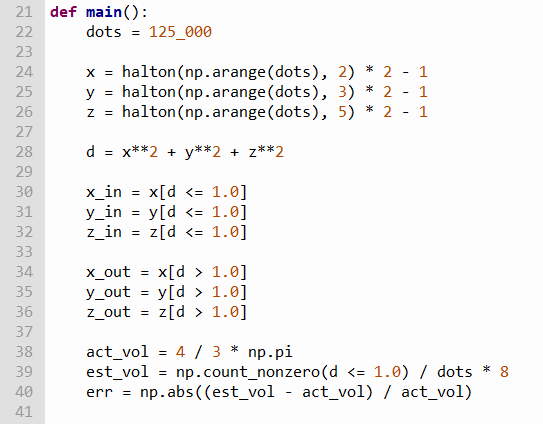 21 def main():
22     dots = 125_000
23
24     x = halton(np.arange(dots), 2) * 2 - 1
25     y = halton(np.arange(dots), 3) * 2 - 1
26     z = halton(np.arange(dots), 5) * 2 - 1
27
28     d = x**2 + y**2 + z**2
29
30     x_in = x[d <= 1.0]
31     y_in = y[d <= 1.0]
32     z_in = z[d <= 1.0]
33
34     x_out = x[d > 1.0]
35     y_out = y[d > 1.0]
36     z_out = z[d > 1.0]
37
38     act_vol = 4 / 3 * np.pi
39     est_vol = np.count_nonzero(d <= 1.0) / dots * 8
40     err = np.abs((est_vol - act_vol) / act_vol)
41